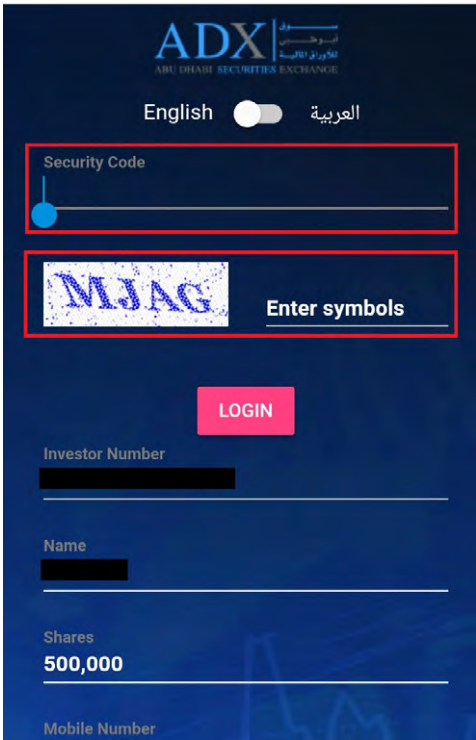 ADX
سوق
أبوظبي
للأوراق المالية
ABU DHABI SECURITIES EXCHANGE
English
العربية
Security Code
MJAG
Enter symbols
LOGIN
Investor Number
Name
Shares
500,000
Mobile Number